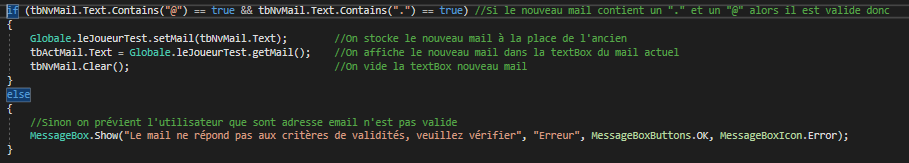 if (tbNvMail.Text.Contains("@") == true && tbNvMail.Text.Contains(".") == true) //Si le nouveau mail contient un "." et un "@" alors il est valide donc
{
Globale.leJoueurTest.setMail(tbNvMail.Text); //On stocke le nouveau mail à la place de l'ancien
tbActMail.Text = Globale.leJoueurTest.getMail(); //On affiche le nouveau mail dans la textBox du mail actuel
tbNvMail.Clear(); //On vide la textBox nouveau mail
}
else
{
//Sinon on prévient l'utilisateur que sont adresse email n'est pas valide
MessageBox.Show("Le mail ne répond pas aux critères de validités, veuillez vérifier", "Erreur", MessageBoxButtons.OK, MessageBoxIcon.Error);
}